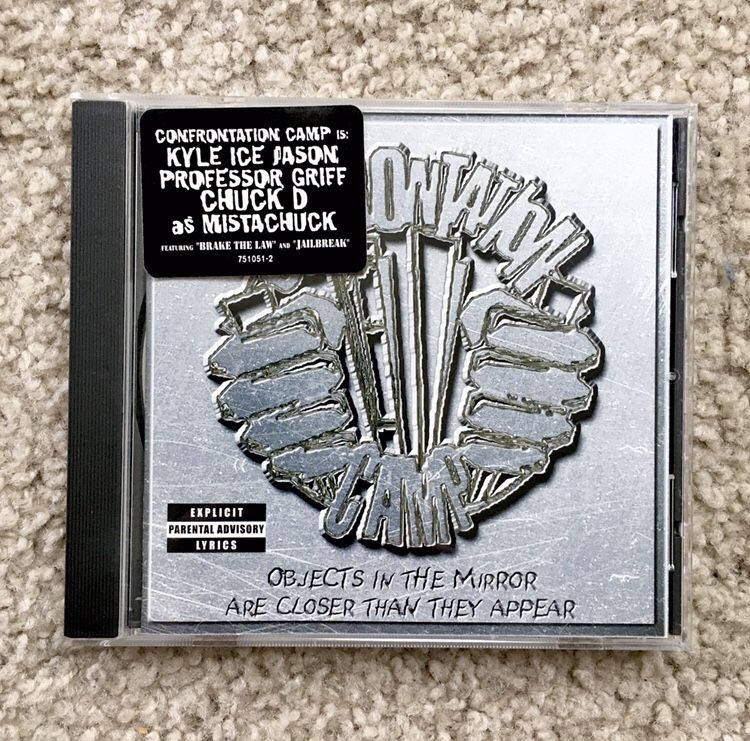 CONFRONTATION CAMP IS:
KYLE ICE JASON
PROFESSOR GRIFF
CHUCK D
as MISTACHUCK
FEATURING "BRAKE THE LAW" AND "JAILBREAK"
751051-2
ONTATION
CAMP
EXPLICIT
PARENTAL ADVISORY
LYRICS
OBJECTS IN THE MIRROR
ARE CLOSER THAN THEY APPEAR